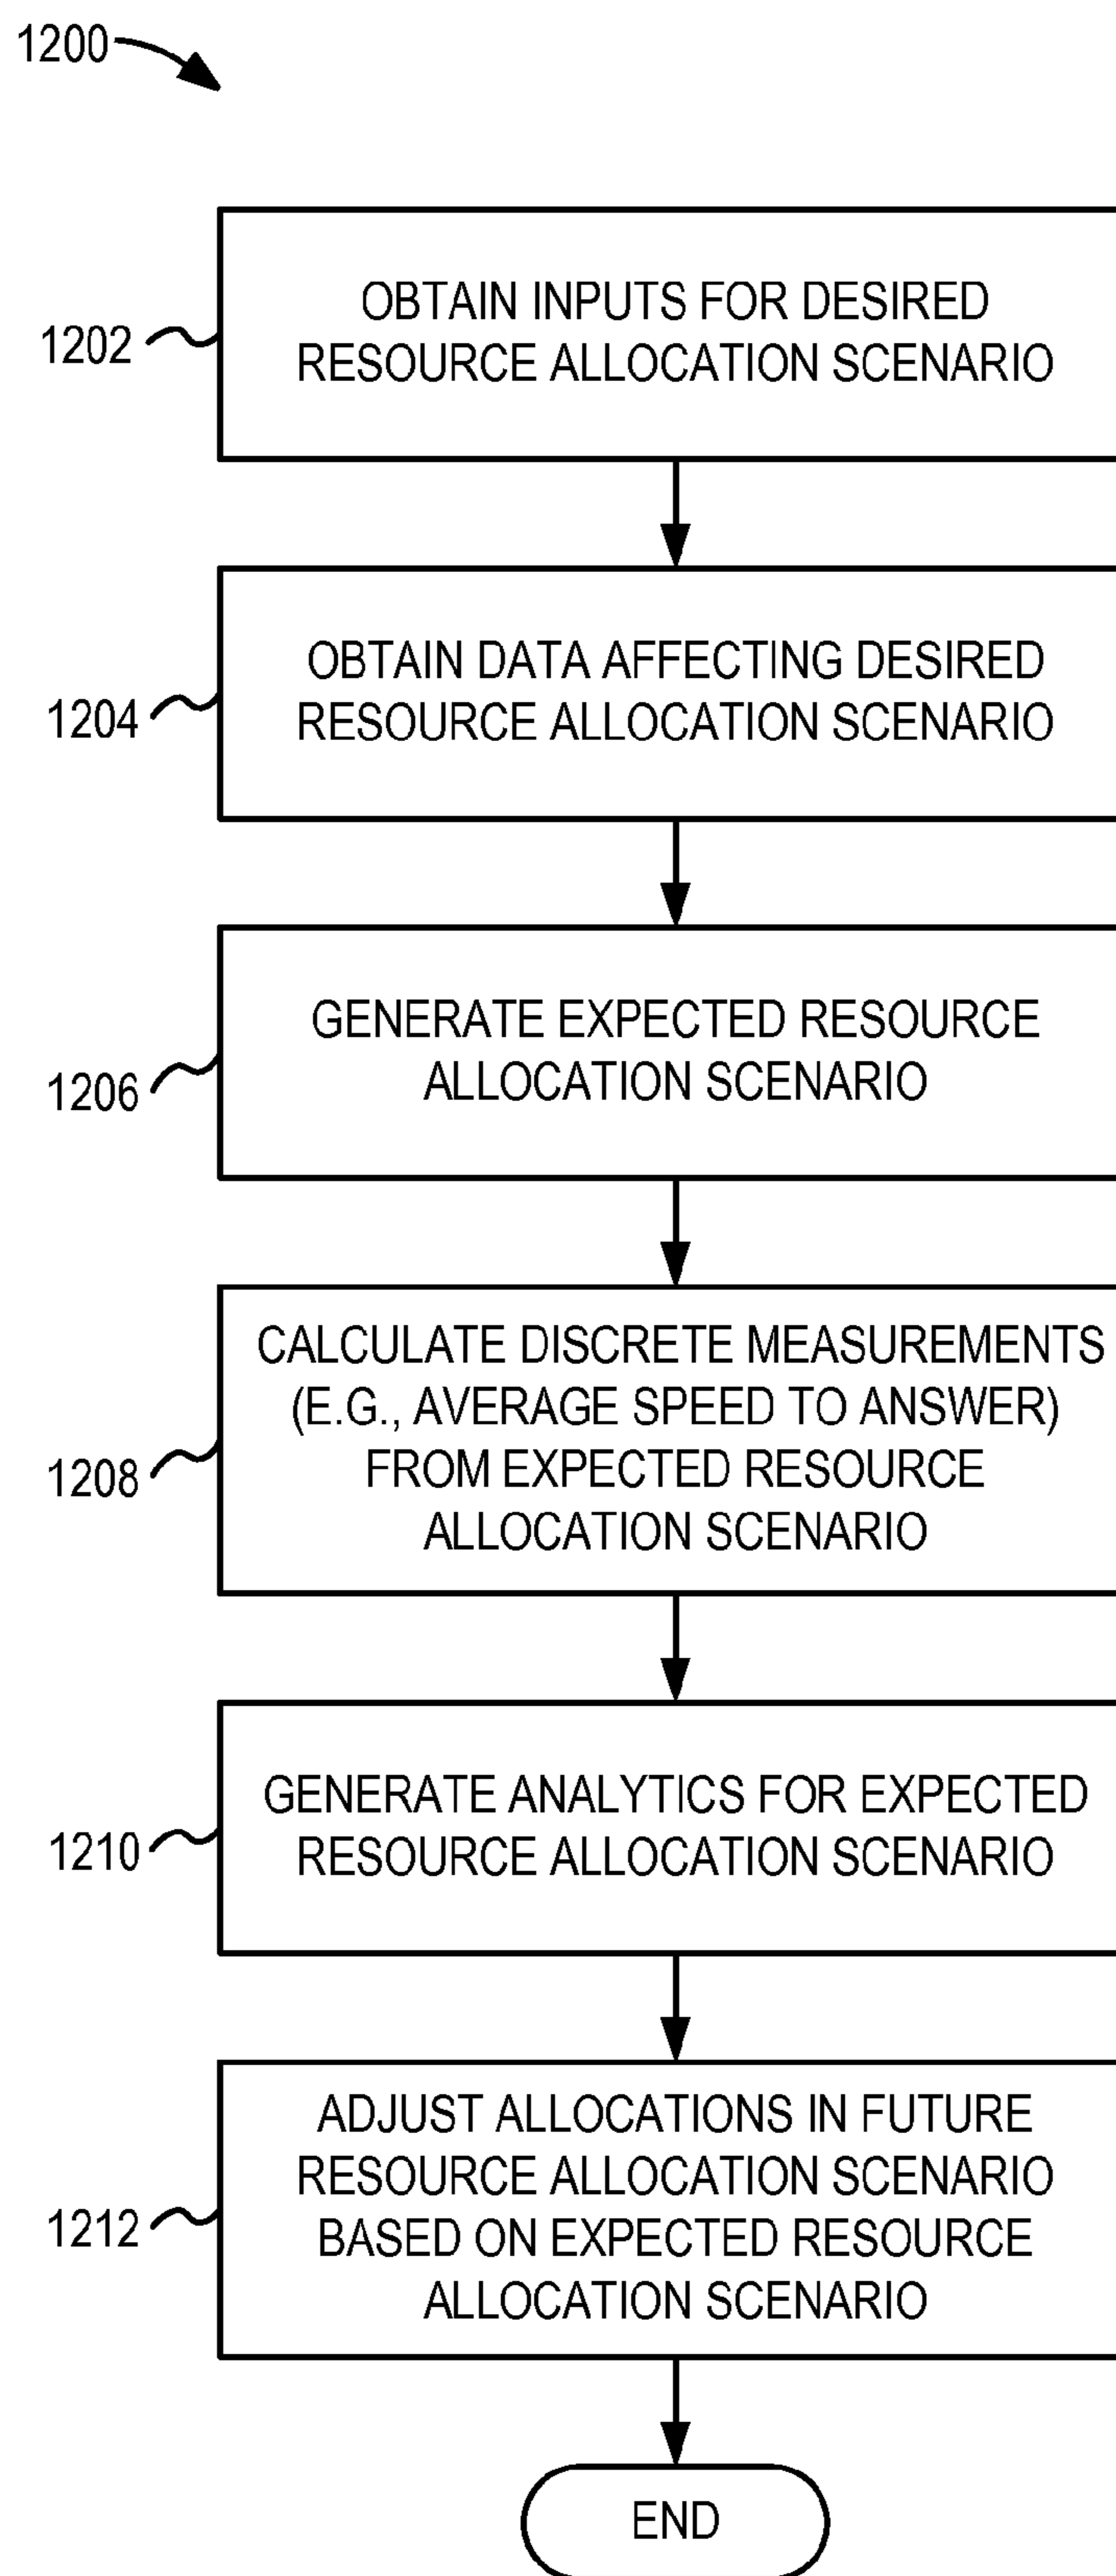 1200
OBTAIN INPUTS FOR DESIRED
RESOURCE ALLOCATION SCENARIO
1202
OBTAIN DATA AFFECTING DESIRED
RESOURCE ALLOCATION SCENARIO
1204
GENERATE EXPECTED RESOURCE
ALLOCATION SCENARIO
1206
CALCULATE DISCRETE MEASUREMENTS
(E.G., AVERAGE SPEED TO ANSWER)
FROM EXPECTED RESOURCE
ALLOCATION SCENARIO
1208
GENERATE ANALYTICS FOR EXPECTED
RESOURCE ALLOCATION SCENARIO
1210
ADJUST ALLOCATIONS IN FUTURE
RESOURCE ALLOCATION SCENARIO
BASED ON EXPECTED RESOURCE
ALLOCATION SCENARIO
1212
END